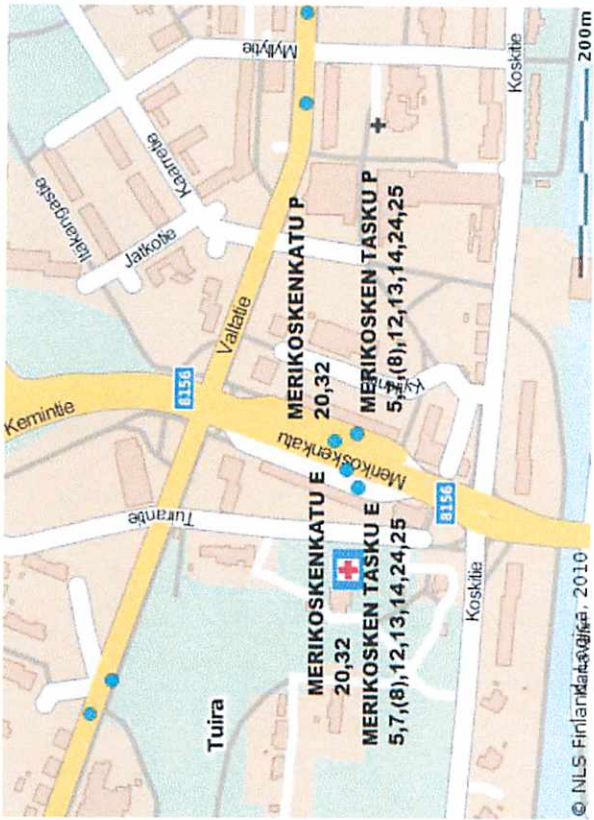 Myllytie
Koskitie
200m
Kaarretie
Itakangastie
Jatkotie
Valtatie
MERIKOSKENKATU P
20,32
MERIKOSKEN TASKU P
5,7,(8),12,13,14,24,25
8156
Kemintie
Merikoskenkatu
8156
Tuirantie
MERIKOSKENKATU E
20,32
MERIKOSKEN TASKU E
5,7,(8),12,13,14,24,25
Koskitie
Tuira
© NLS Finland, Logica, 2010